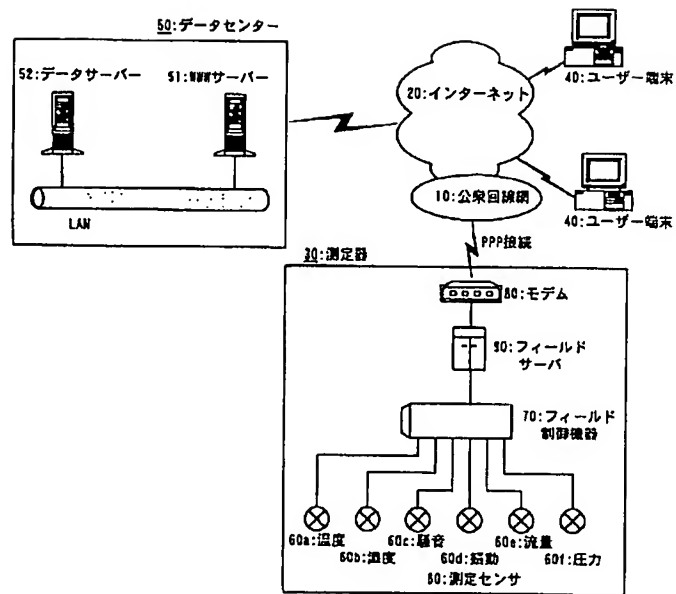 50:データセンター
52:データサーバー
51:WWWサーバー
LAN
20:インターネット
40:ユーザー端末
10:公衆回線網
40:ユーザー端末
PPP接続
30:測定器
80:モデム
90:フィールド
サーバ
70:フィールド
制御機器
60a:温度
60b:湿度
60c:騒音
60d:振動
60e:流量
60f:圧力
60:測定センサ